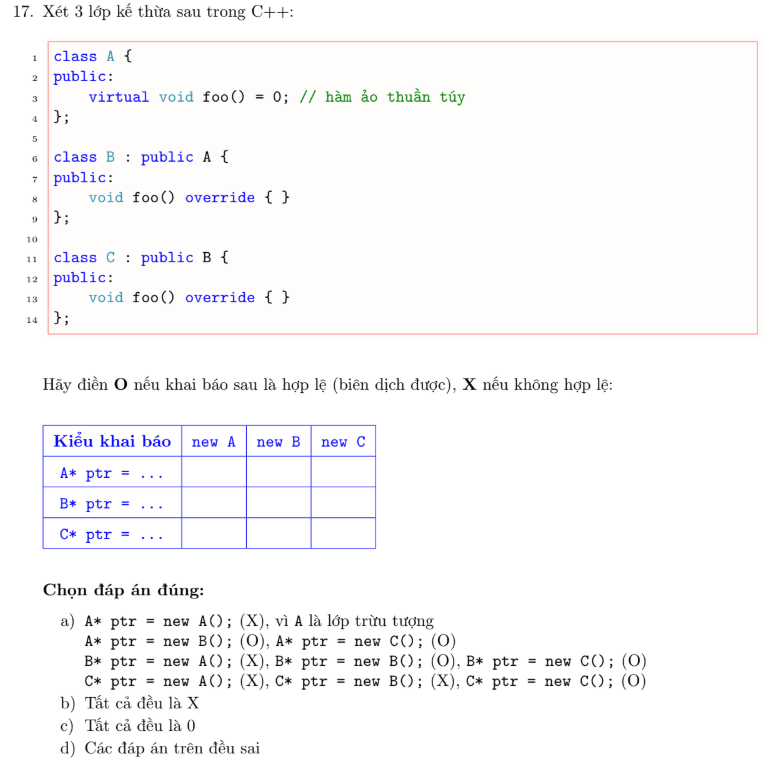 17. Xét 3 lớp kế thừa sau trong C++:
1 class A {
2 public:
3     virtual void foo() = 0; // hàm ảo thuần túy
4 };
5
6 class B : public A {
7 public:
8     void foo() override { }
9 };
10
11 class C : public B {
12 public:
13     void foo() override { }
14 };
Hãy điền O nếu khai báo sau là hợp lệ (biên dịch được), X nếu không hợp lệ:
Kiểu khai báo new A new B new C
A* ptr = ...
B* ptr = ...
C* ptr = ...
Chọn đáp án đúng:
a) A* ptr = new A(); (X), vì A là lớp trừu tượng
A* ptr = new B(); (O), A* ptr = new C(); (O)
B* ptr = new A(); (X), B* ptr = new B(); (O), B* ptr = new C(); (O)
C* ptr = new A(); (X), C* ptr = new B(); (X), C* ptr = new C(); (O)
b) Tất cả đều là X
c) Tất cả đều là 0
d) Các đáp án trên đều sai